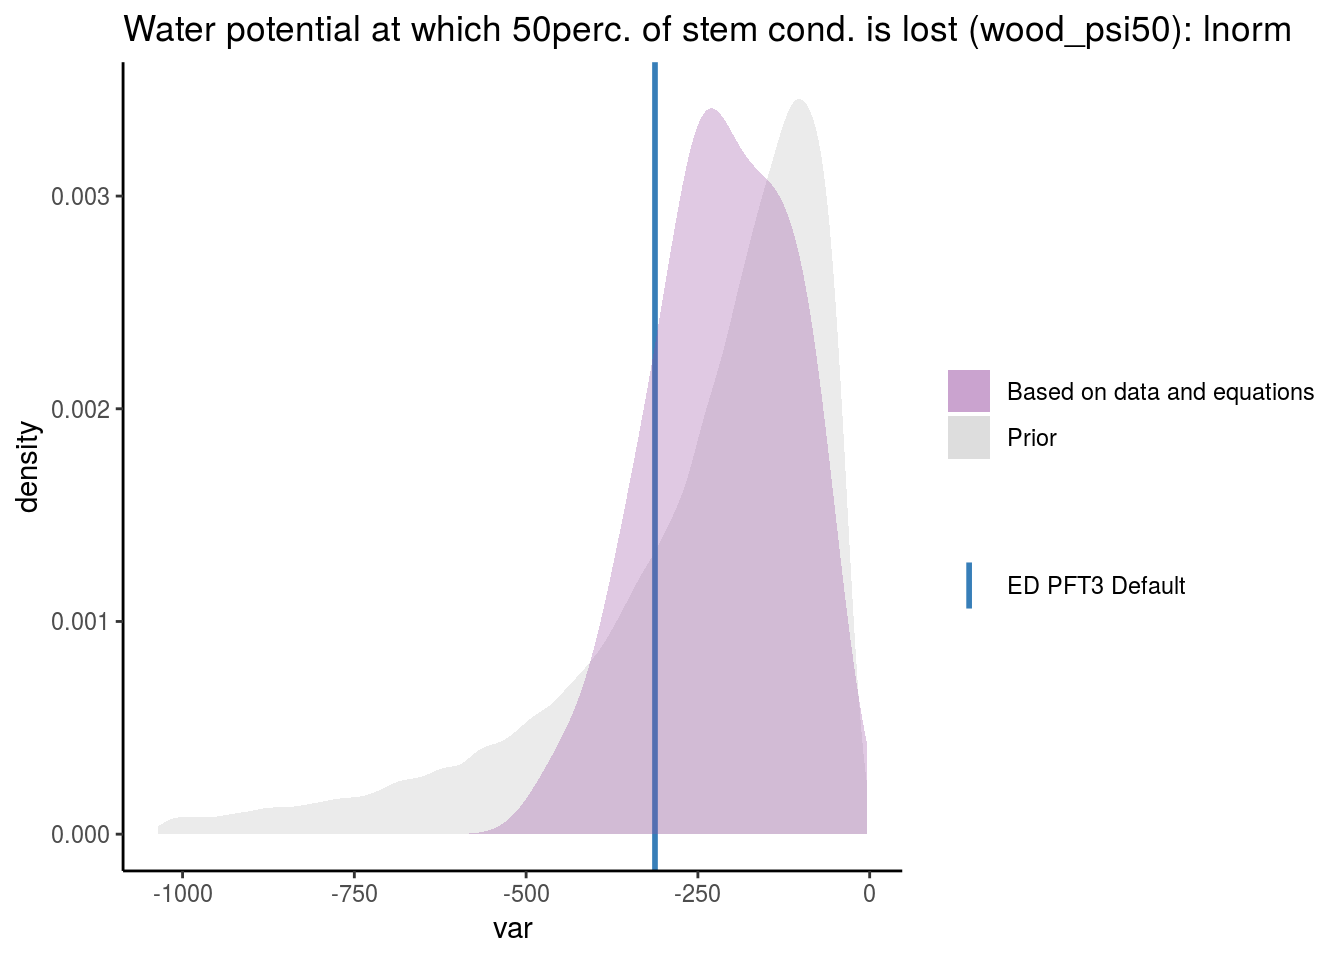 Water potential at which 50perc. of stem cond. is lost (wood_psi50): lnorm
density
0.003
0.002
0.001
0.000
-1000
-750
-500
-250
0
var
Based on data and equations
Prior
ED PFT3 Default